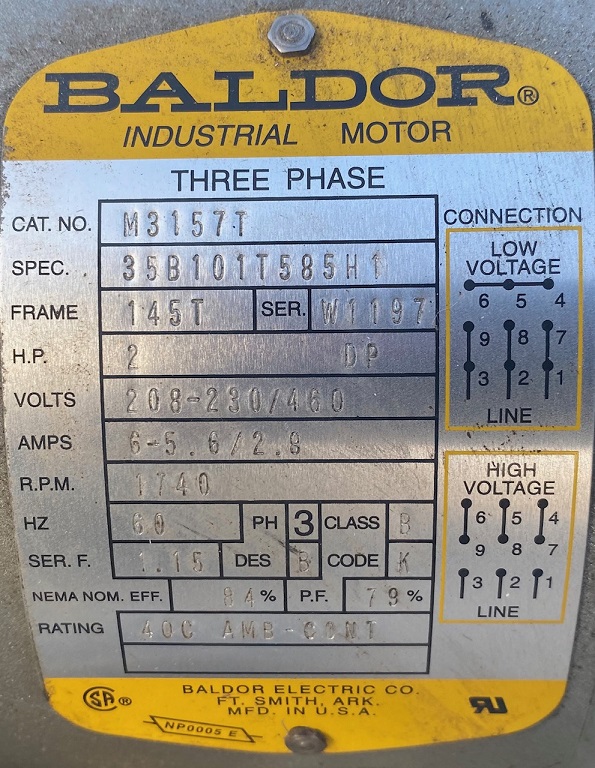 BALDOR®
INDUSTRIAL MOTOR
THREE PHASE
CAT. NO. M3157T
SPEC. 35B101T585H1
FRAME 145T SER. W1197
H.P. 2 DP
VOLTS 208-230/460
AMPS 6-5.6/2.8
R.P.M. 1740
HZ 60 PH 3 CLASS B
SER. F. 1.15 DES B CODE K
NEMA NOM. EFF. 84% P.F. 79%
RATING 40C AMB-CONT
CONNECTION
LOW
VOLTAGE
6 5 4
9 8 7
3 2 1
LINE
HIGH
VOLTAGE
6 5 4
9 8 7
3 2 1
LINE
SA®
BALDOR ELECTRIC CO.
FT. SMITH, ARK.
MFD. IN U.S.A.
NP0005 E
RU